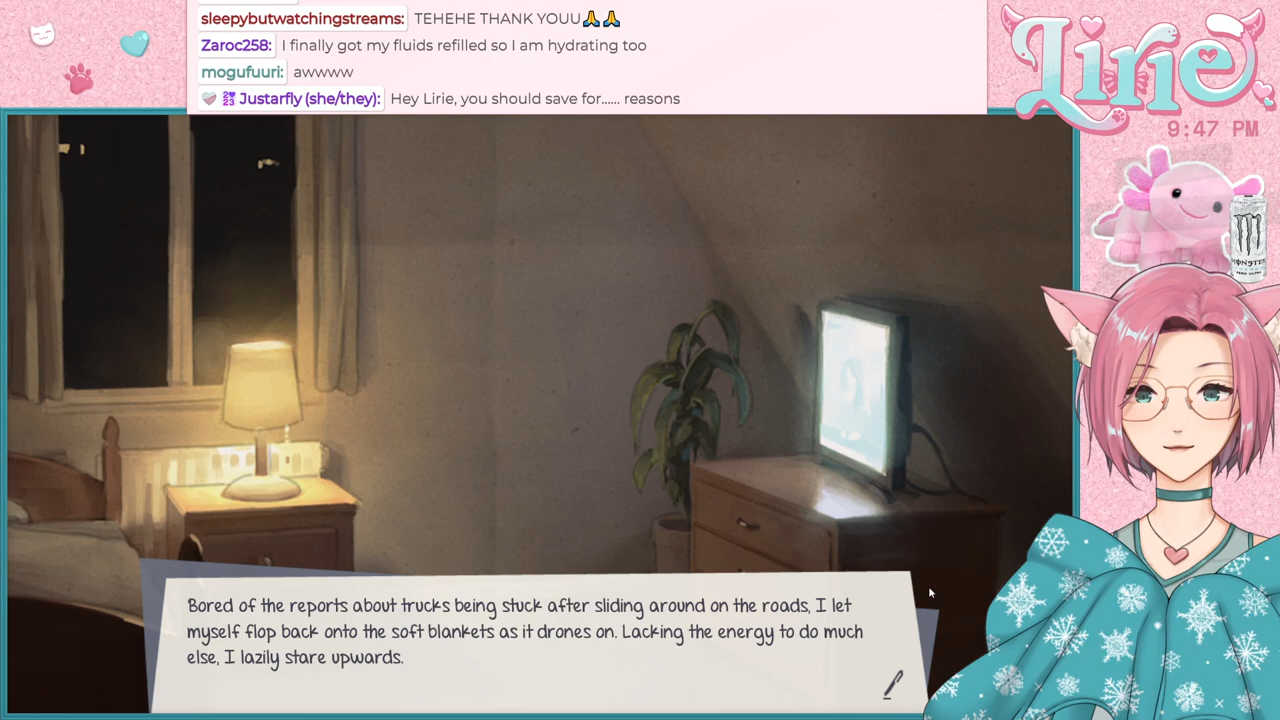 sleepybutwatchingstreams: TEHEHE THANK YOUU🙏🙏
Zaroc258: I finally got my fluids refilled so I am hydrating too
mogufuuri: awwww
Justarfly (she/they): Hey Lirie, you should save for...... reasons
Lirie
9:47 PM
MONSTER
Bored of the reports about trucks being stuck after sliding around on the roads, I let
myself flop back onto the soft blankets as it drones on. Lacking the energy to do much
else, I lazily stare upwards.